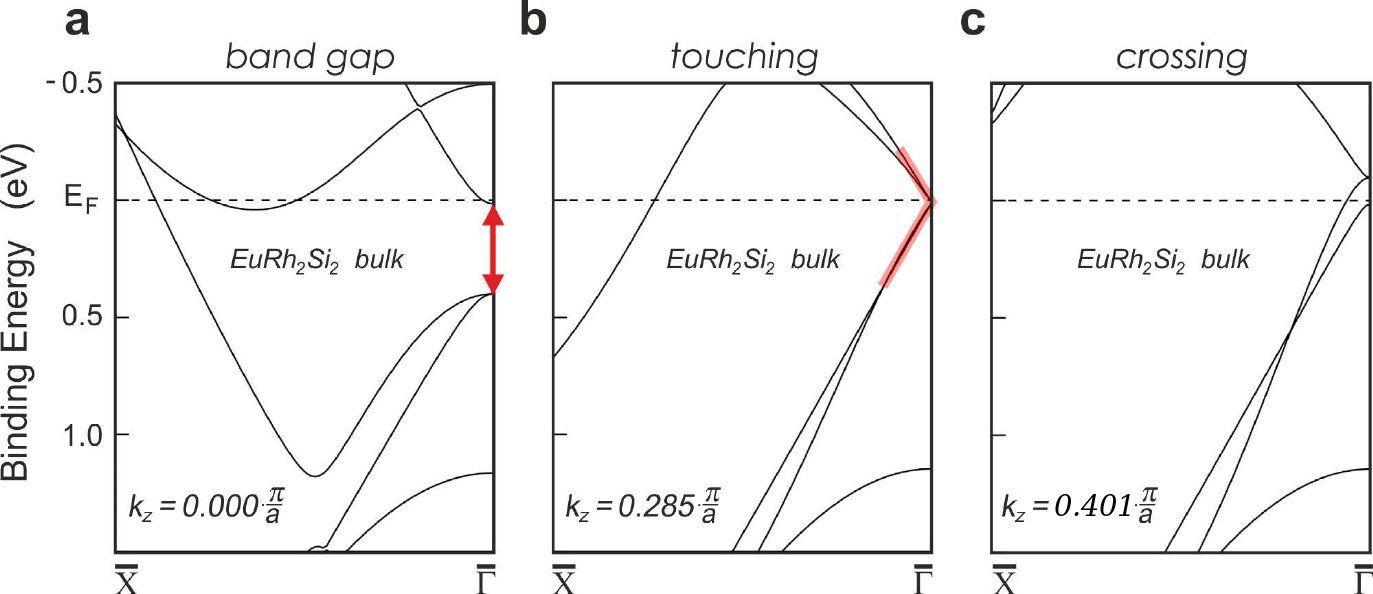 a
band gap
-0.5
E_F
0.5
1.0
Binding Energy (eV)
EuRh₂Si₂ bulk
k_z = 0.000·π/a
X̅
Γ̅
b
touching
EuRh₂Si₂ bulk
k_z = 0.285·π/a
X̅
Γ̅
c
crossing
EuRh₂Si₂ bulk
k_z = 0.401·π/a
X̅
Γ̅